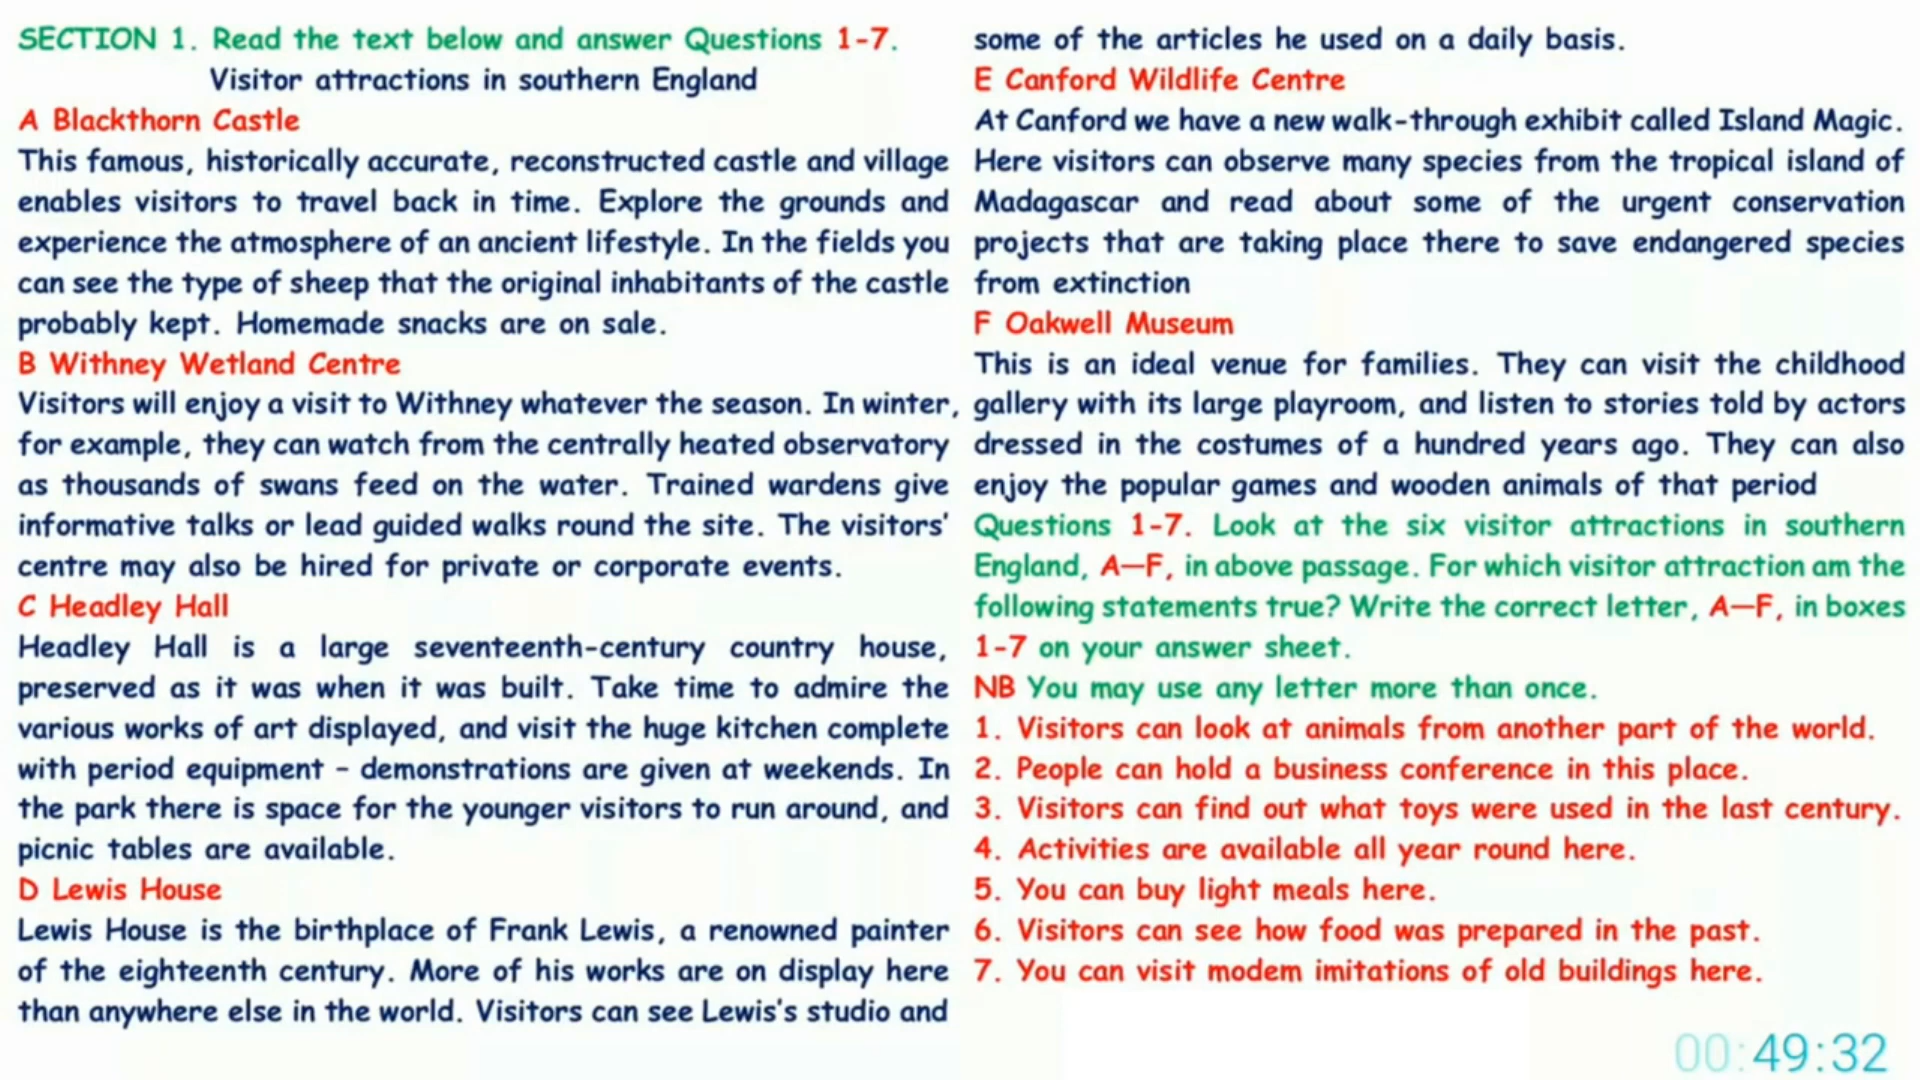 SECTION 1. Read the text below and answer Questions 1-7.
Visitor attractions in southern England
A Blackthorn Castle
This famous, historically accurate, reconstructed castle and village
enables visitors to travel back in time. Explore the grounds and
experience the atmosphere of an ancient lifestyle. In the fields you
can see the type of sheep that the original inhabitants of the castle
probably kept. Homemade snacks are on sale.
B Withney Wetland Centre
Visitors will enjoy a visit to Withney whatever the season. In winter,
for example, they can watch from the centrally heated observatory
as thousands of swans feed on the water. Trained wardens give
informative talks or lead guided walks round the site. The visitors'
centre may also be hired for private or corporate events.
C Headley Hall
Headley Hall is a large seventeenth-century country house,
preserved as it was when it was built. Take time to admire the
various works of art displayed, and visit the huge kitchen complete
with period equipment – demonstrations are given at weekends. In
the park there is space for the younger visitors to run around, and
picnic tables are available.
D Lewis House
Lewis House is the birthplace of Frank Lewis, a renowned painter
of the eighteenth century. More of his works are on display here
than anywhere else in the world. Visitors can see Lewis's studio and
some of the articles he used on a daily basis.
E Canford Wildlife Centre
At Canford we have a new walk-through exhibit called Island Magic.
Here visitors can observe many species from the tropical island of
Madagascar and read about some of the urgent conservation
projects that are taking place there to save endangered species
from extinction
F Oakwell Museum
This is an ideal venue for families. They can visit the childhood
gallery with its large playroom, and listen to stories told by actors
dressed in the costumes of a hundred years ago. They can also
enjoy the popular games and wooden animals of that period
Questions 1-7. Look at the six visitor attractions in southern
England, A—F, in above passage. For which visitor attraction am the
following statements true? Write the correct letter, A—F, in boxes
1-7 on your answer sheet.
NB You may use any letter more than once.
1. Visitors can look at animals from another part of the world.
2. People can hold a business conference in this place.
3. Visitors can find out what toys were used in the last century.
4. Activities are available all year round here.
5. You can buy light meals here.
6. Visitors can see how food was prepared in the past.
7. You can visit modem imitations of old buildings here.
00:49:32